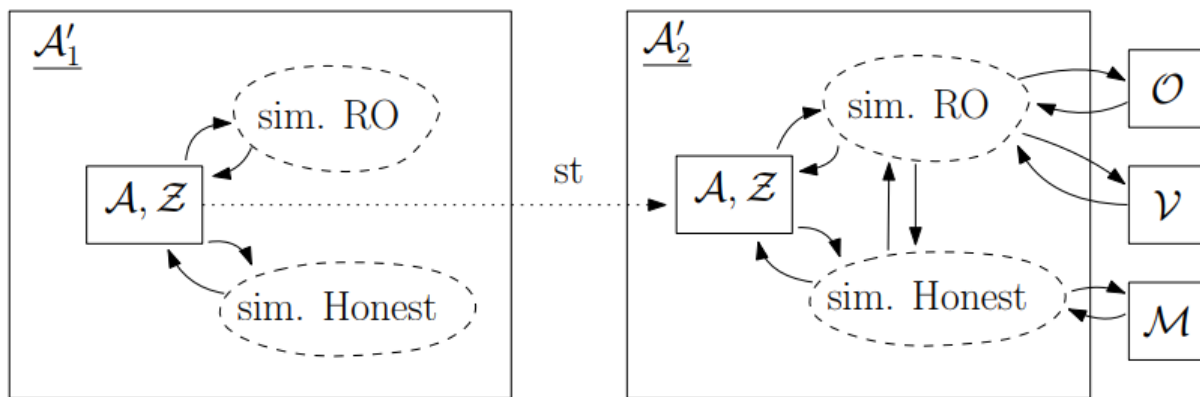 𝒜′₁
sim. RO
𝒜, 𝒵
sim. Honest
st
𝒜′₂
sim. RO
𝒜, 𝒵
sim. Honest
𝒪
𝒱
ℳ